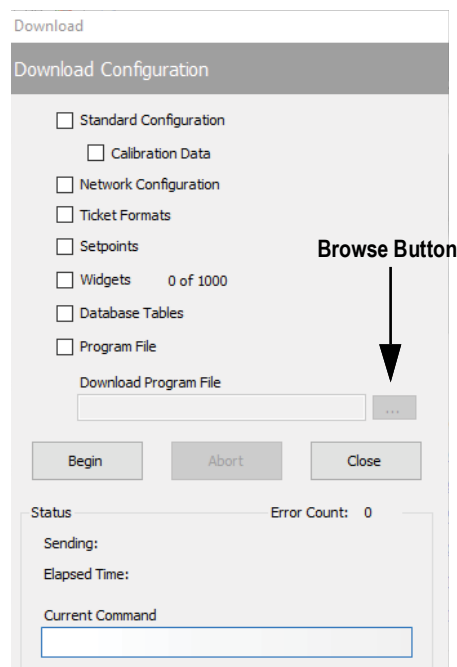 Download
Download Configuration
Standard Configuration
Calibration Data
Network Configuration
Ticket Formats
Setpoints
Browse Button
Widgets 0 of 1000
Database Tables
Program File
Download Program File
...
Begin Abort Close
Status Error Count: 0
Sending:
Elapsed Time:
Current Command